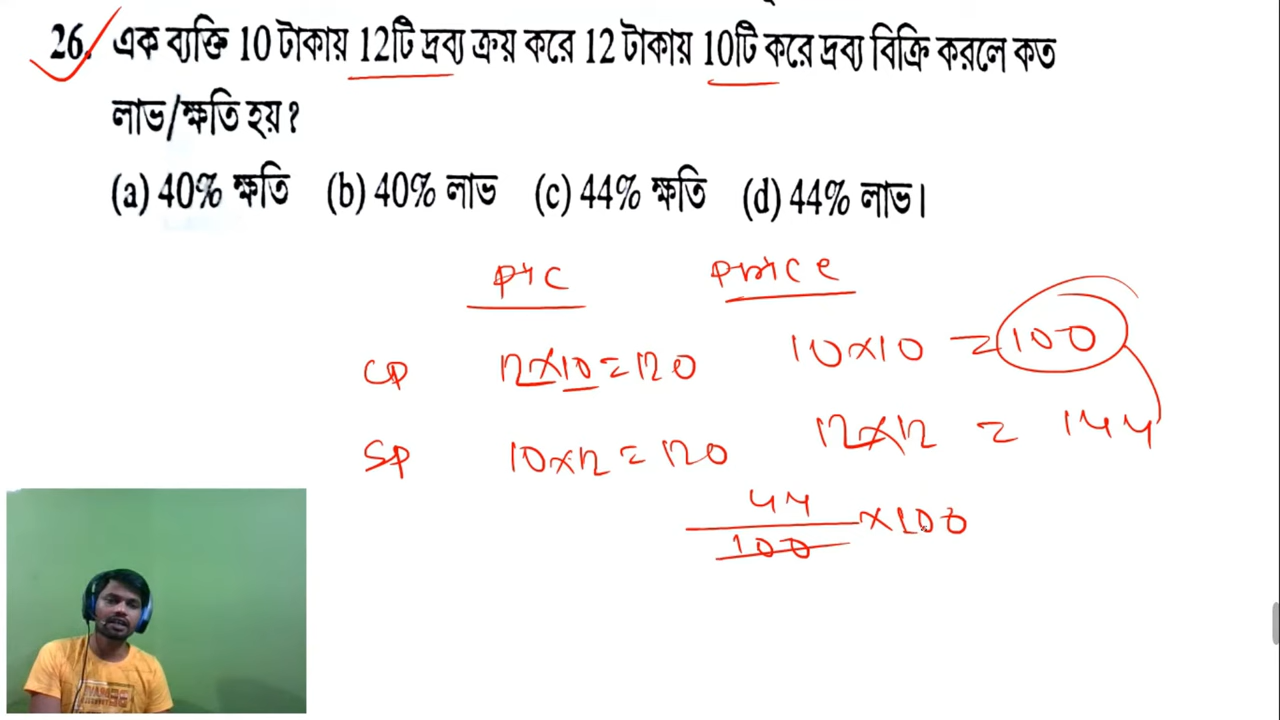 26. এক ব্যক্তি 10 টাকায় 12টি দ্রব্য ক্রয় করে 12 টাকায় 10টি করে দ্রব্য বিক্রি করলে কত
লাভ/ক্ষতি হয়?
(a) 40% ক্ষতি (b) 40% লাভ (c) 44% ক্ষতি (d) 44% লাভ।
PIC Price
CP 12×10=120 10×10 =100
SP 10×12=120 12×12 = 144
44
100 ×100